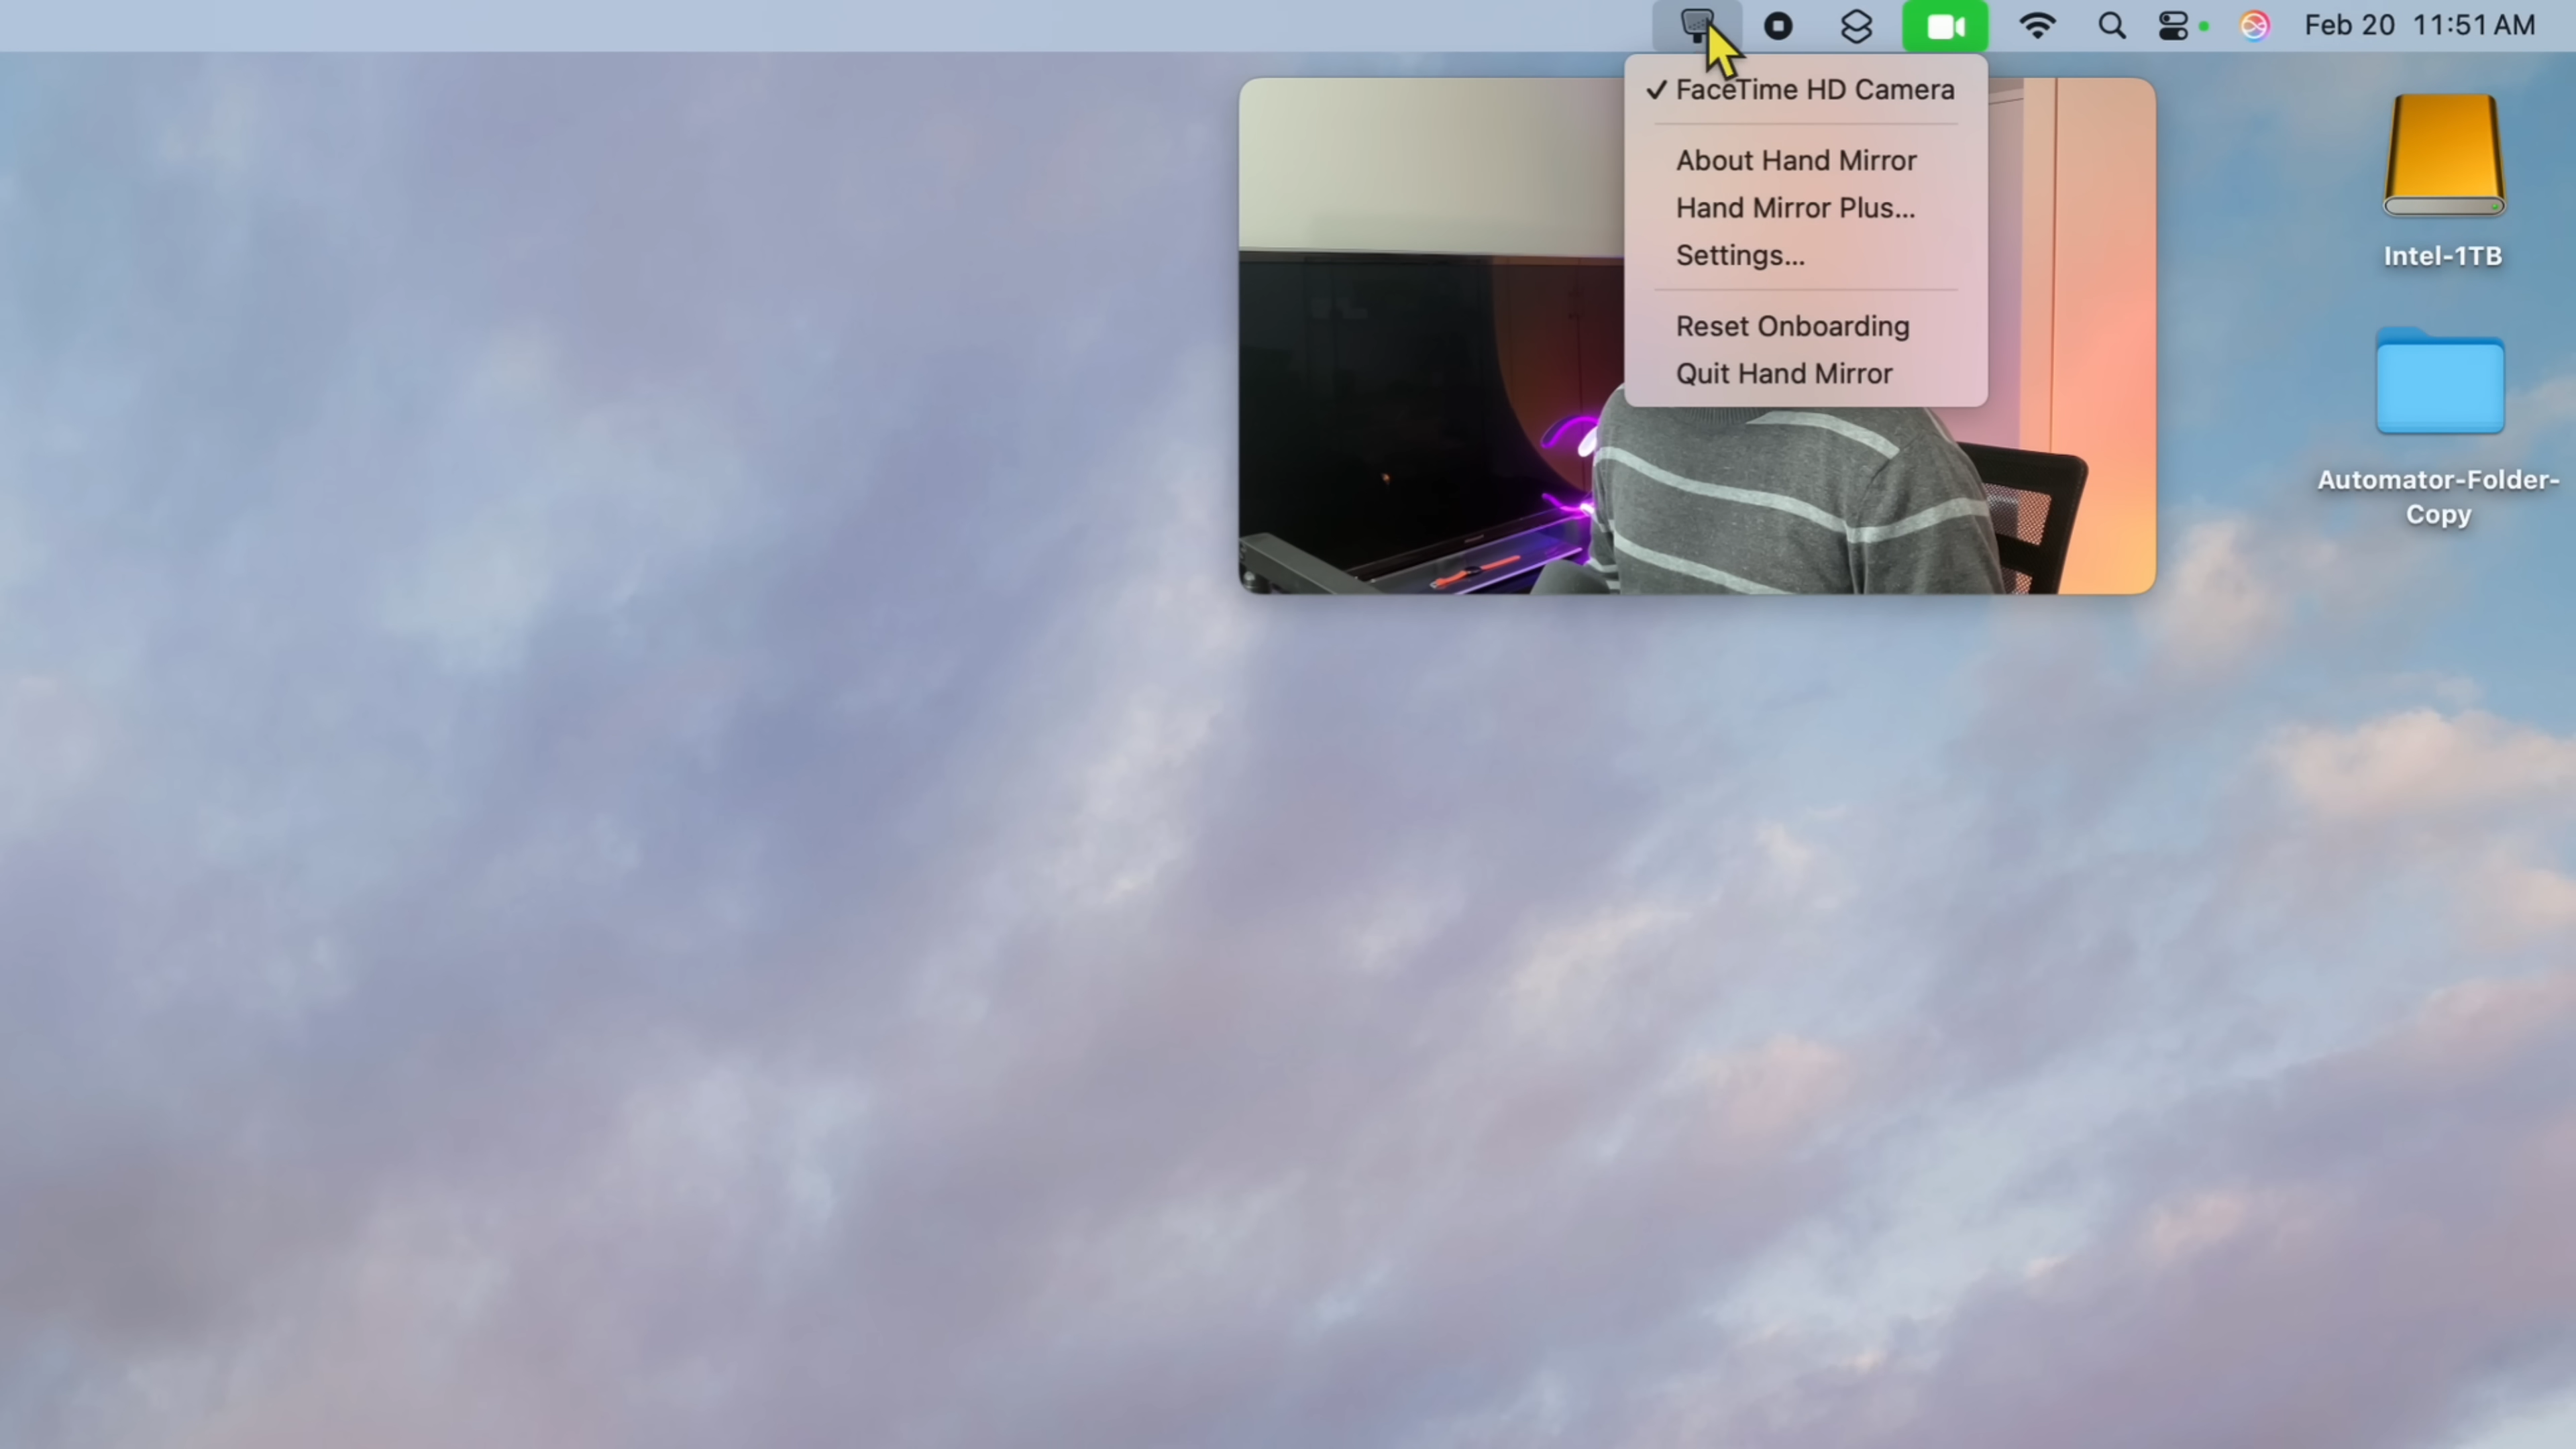 Feb 20 11:51 AM
FaceTime HD Camera
About Hand Mirror
Hand Mirror Plus...
Settings...
Reset Onboarding
Quit Hand Mirror
Intel-1TB
Automator-Folder-
Copy